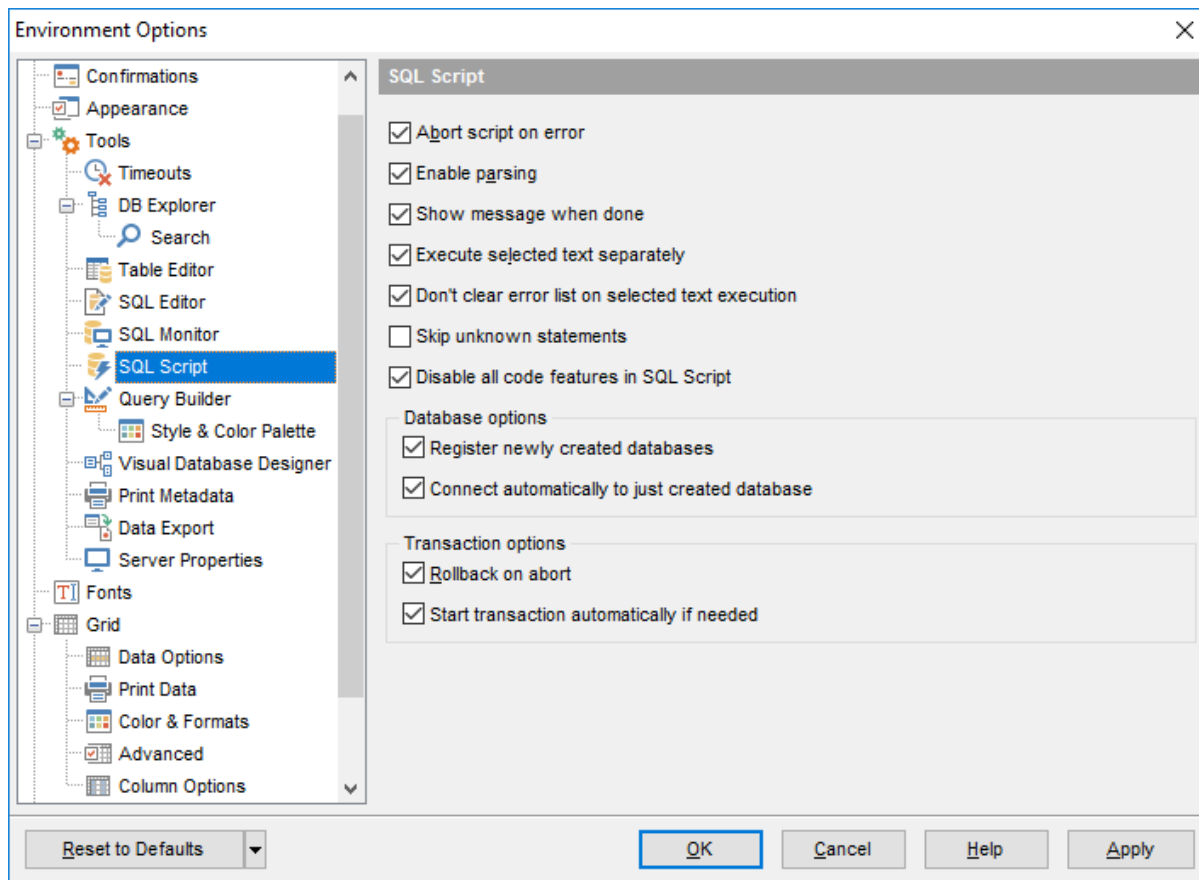 Environment Options
Confirmations
Appearance
Tools
Timeouts
DB Explorer
Search
Table Editor
SQL Editor
SQL Monitor
SQL Script
Query Builder
Style & Color Palette
Visual Database Designer
Print Metadata
Data Export
Server Properties
Fonts
Grid
Data Options
Print Data
Color & Formats
Advanced
Column Options
SQL Script
Abort script on error
Enable parsing
Show message when done
Execute selected text separately
Don't clear error list on selected text execution
Skip unknown statements
Disable all code features in SQL Script
Database options
Register newly created databases
Connect automatically to just created database
Transaction options
Rollback on abort
Start transaction automatically if needed
Reset to Defaults
OK
Cancel
Help
Apply